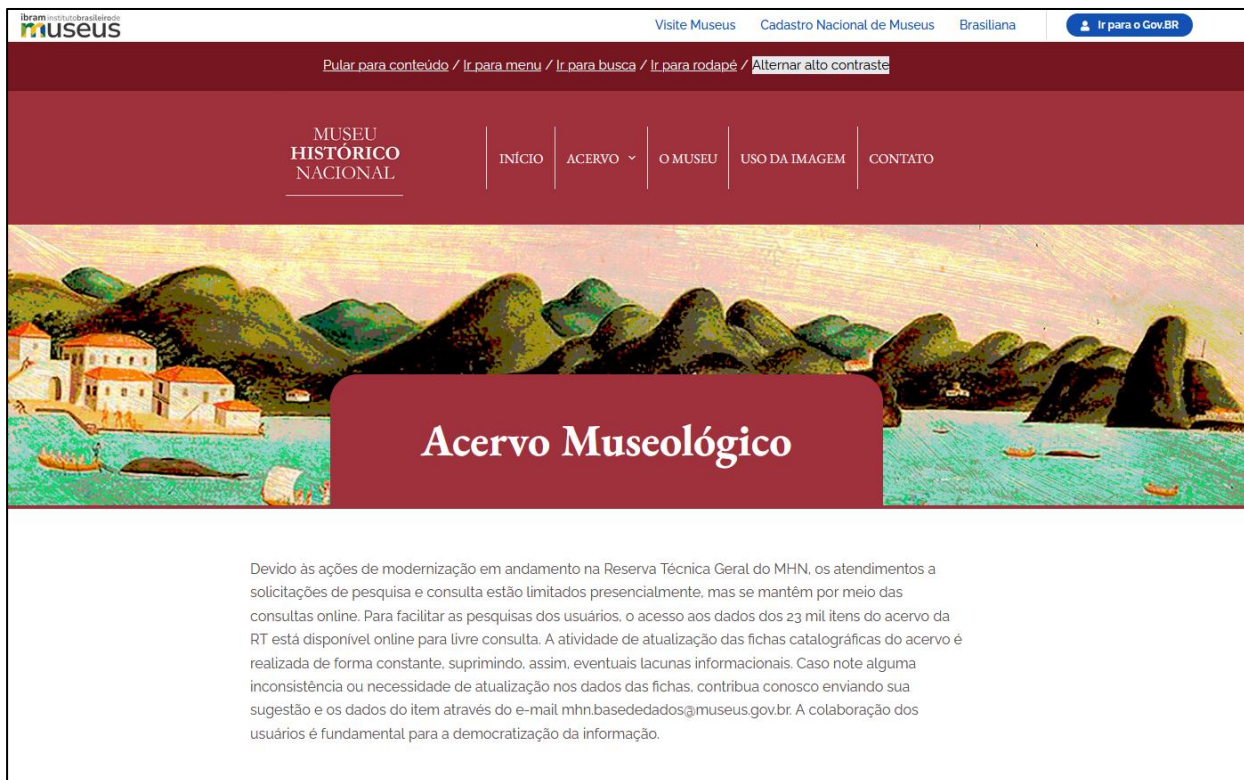 ibram institutobrasileirode
museus
Visite Museus Cadastro Nacional de Museus Brasiliana Ir para o Gov.BR
Pular para conteúdo / Ir para menu / Ir para busca / Ir para rodapé / Alternar alto contraste
MUSEU
HISTÓRICO
NACIONAL
INÍCIO ACERVO O MUSEU USO DA IMAGEM CONTATO
Acervo Museológico
Devido às ações de modernização em andamento na Reserva Técnica Geral do MHN, os atendimentos a
solicitações de pesquisa e consulta estão limitados presencialmente, mas se mantêm por meio das
consultas online. Para facilitar as pesquisas dos usuários, o acesso aos dados dos 23 mil itens do acervo da
RT está disponível online para livre consulta. A atividade de atualização das fichas catalográficas do acervo é
realizada de forma constante, suprimindo, assim, eventuais lacunas informacionais. Caso note alguma
inconsistência ou necessidade de atualização nos dados das fichas, contribua conosco enviando sua
sugestão e os dados do item através do e-mail mhn.basededados@museus.gov.br. A colaboração dos
usuários é fundamental para a democratização da informação.